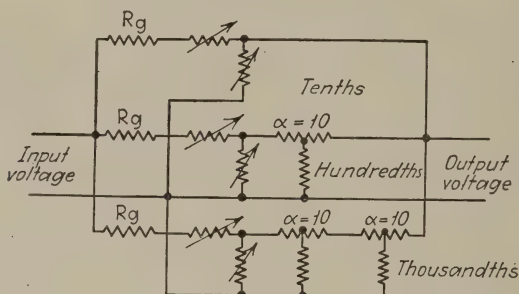 Rg
Tenths
Rg
α = 10
Input
voltage
Hundredths
Output
voltage
Rg
α=10
α=10
Thousandths